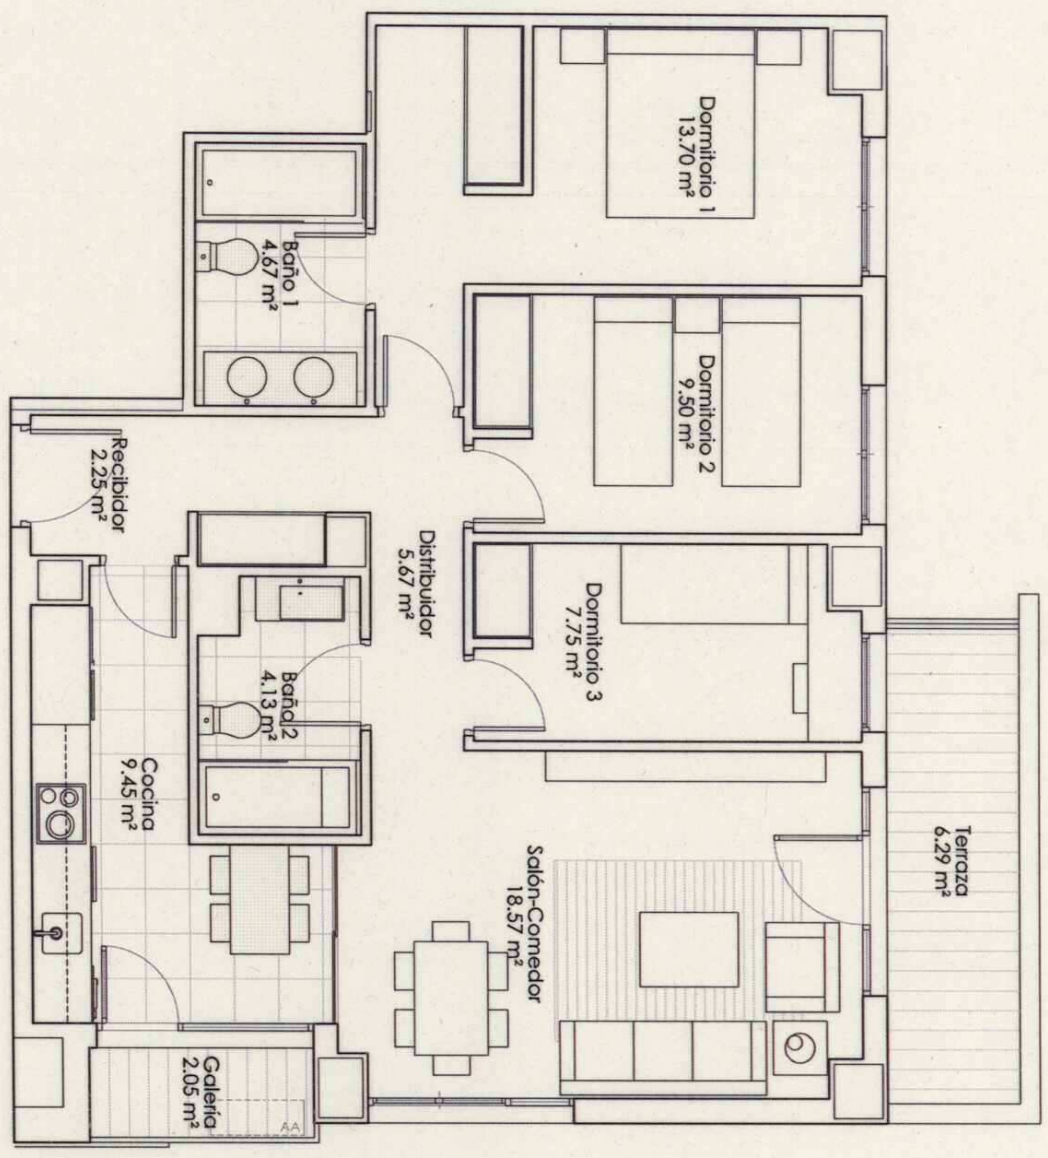 Dormitorio 1
13.70 m²
Baño 1
4.67 m²
Dormitorio 2
9.50 m²
Recibidor
2.25 m²
Distribuidor
5.67 m²
Dormitorio 3
7.75 m²
Baño 2
4.13 m²
Cocina
9.45 m²
Salón-Comedor
18.57 m²
Terraza
6.29 m²
Galería
2.05 m²
AA